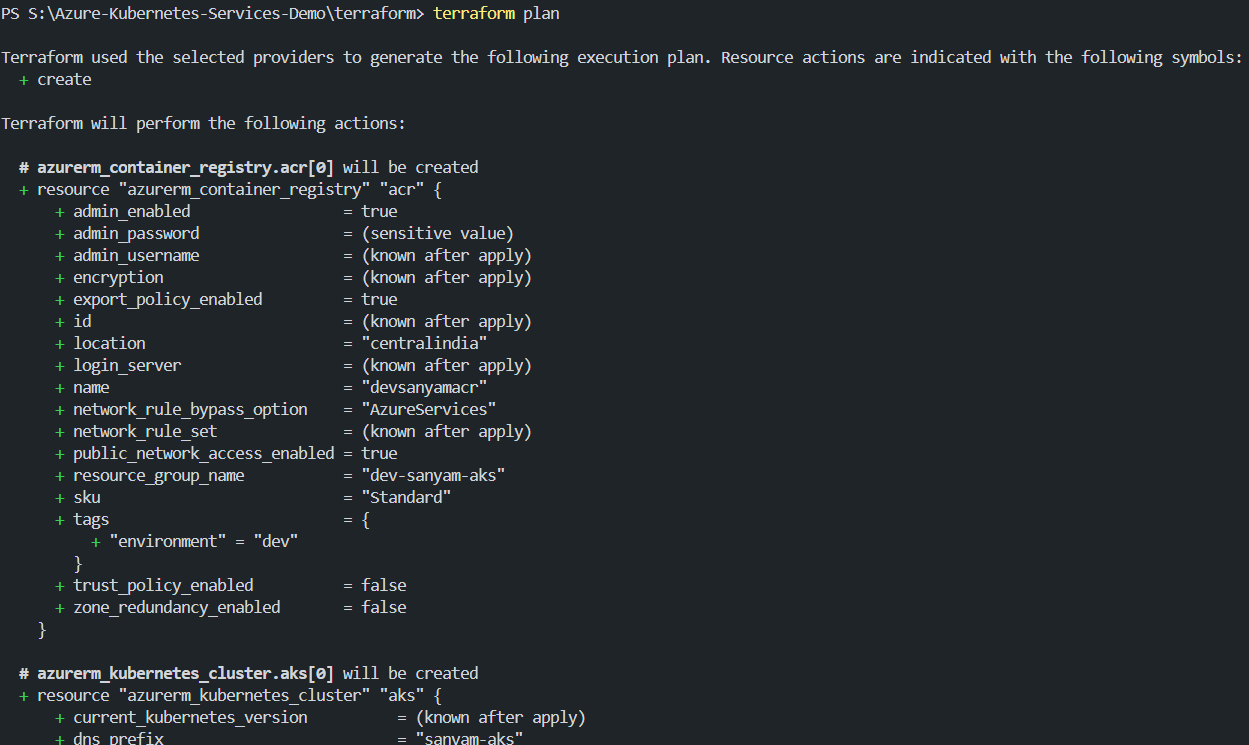 PS S:\Azure-Kubernetes-Services-Demo\terraform> terraform plan
Terraform used the selected providers to generate the following execution plan. Resource actions are indicated with the following symbols:
+ create
Terraform will perform the following actions:
# azurerm_container_registry.acr[0] will be created
+ resource "azurerm_container_registry" "acr" {
+ admin_enabled = true
+ admin_password = (sensitive value)
+ admin_username = (known after apply)
+ encryption = (known after apply)
+ export_policy_enabled = true
+ id = (known after apply)
+ location = "centralindia"
+ login_server = (known after apply)
+ name = "devsanyamacr"
+ network_rule_bypass_option = "AzureServices"
+ network_rule_set = (known after apply)
+ public_network_access_enabled = true
+ resource_group_name = "dev-sanyam-aks"
+ sku = "Standard"
+ tags = {
+ "environment" = "dev"
}
+ trust_policy_enabled = false
+ zone_redundancy_enabled = false
}
# azurerm_kubernetes_cluster.aks[0] will be created
+ resource "azurerm_kubernetes_cluster" "aks" {
+ current_kubernetes_version = (known after apply)
+ dns_prefix = "sanyam-aks"